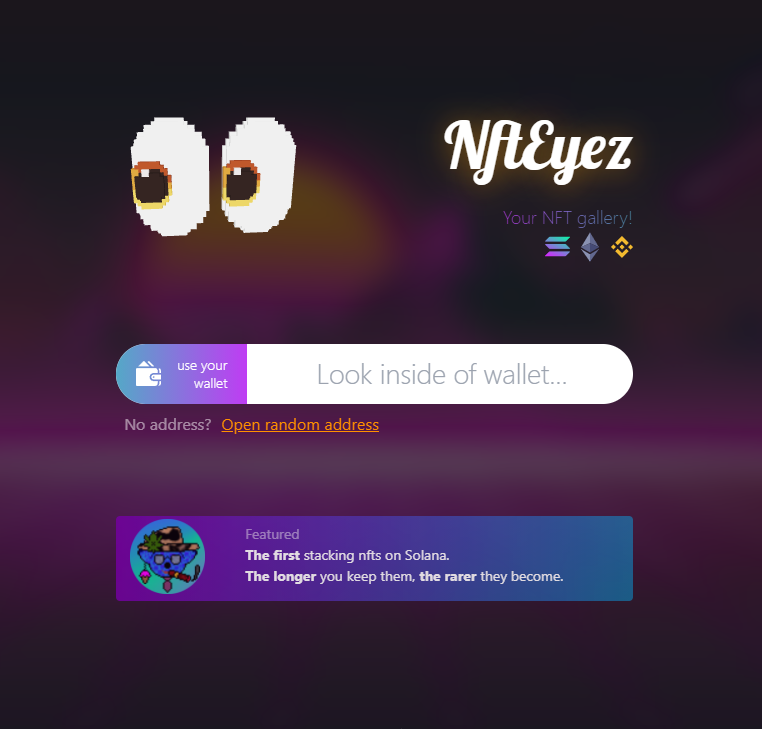 NftEyez
Your NFT gallery!
use your
wallet
Look inside of wallet...
No address? Open random address
Featured
The first stacking nfts on Solana.
The longer you keep them, the rarer they become.